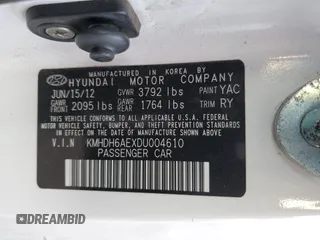 MANUFACTURED IN KOREA BY
HYUNDAI MOTOR COMPANY
JUN/15/12 GVWR 3792 lbs PAINT YAC
GAWR FRONT 2095 lbs GAWR REAR 1764 lbs TRIM RY
THIS VEHICLE CONFORMS TO ALL APPLICABLE
FEDERAL MOTOR VEHICLE SAFETY, BUMPER, AND
THEFT PREVENTION STANDARDS IN EFFECT ON
THE DATE OF MANUFACTURE SHOWN ABOVE.
V.I.N KMHDH6AEXDU004610
PASSENGER CAR
© DREAMBID
dreambid.com